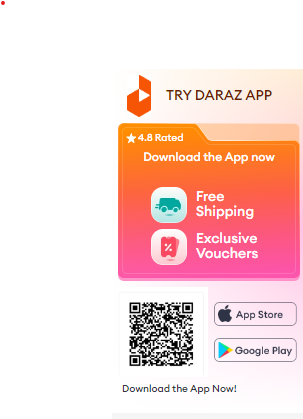 TRY DARAZ APP
4.8 Rated
Download the App now
Free
Shipping
Exclusive
Vouchers
App Store
Google Play
Download the App Now!